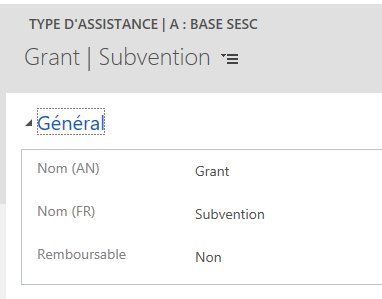 TYPE D'ASSISTANCE | A : BASE SESC
Grant | Subvention
Général
Nom (AN) Grant
Nom (FR) Subvention
Remboursable Non